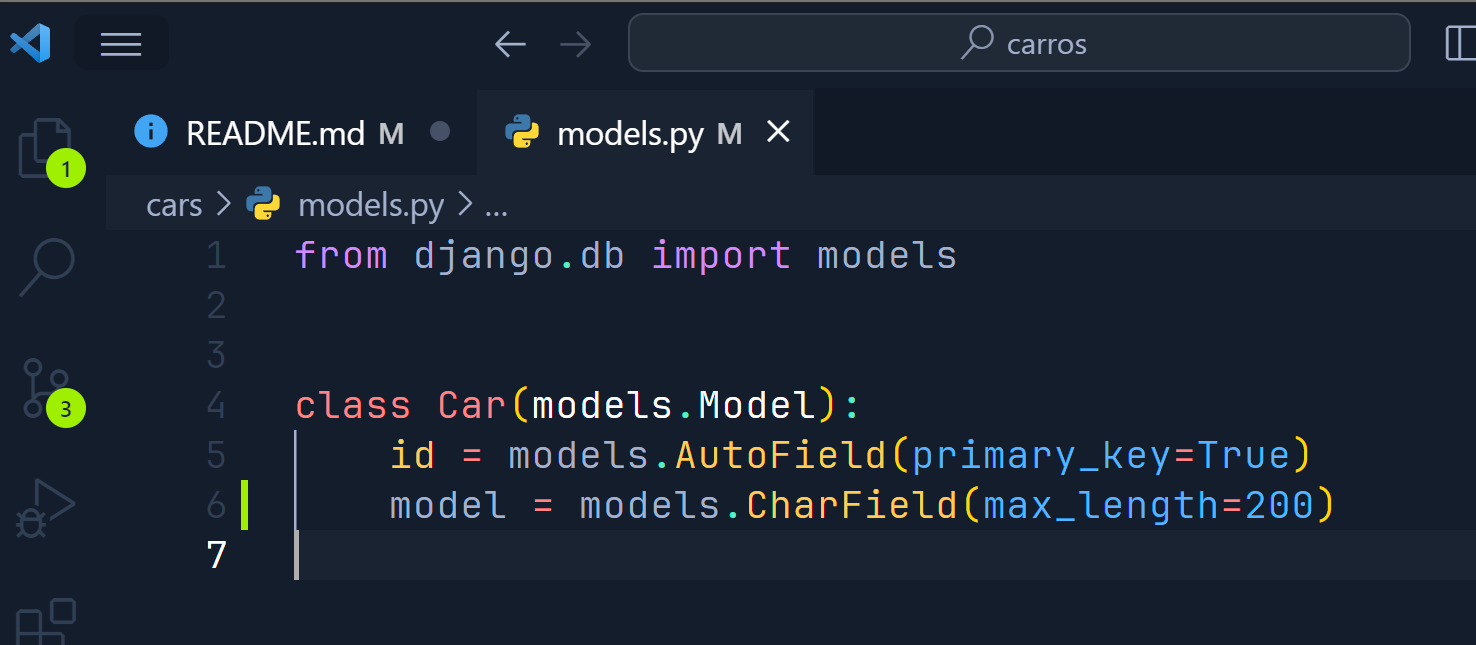 carros
README.md M models.py M
cars > models.py > ...
1 from django.db import models
2
3
4 class Car(models.Model):
1
5     id = models.AutoField(primary_key=True)
6     model = models.CharField(max_length=200)
3
7